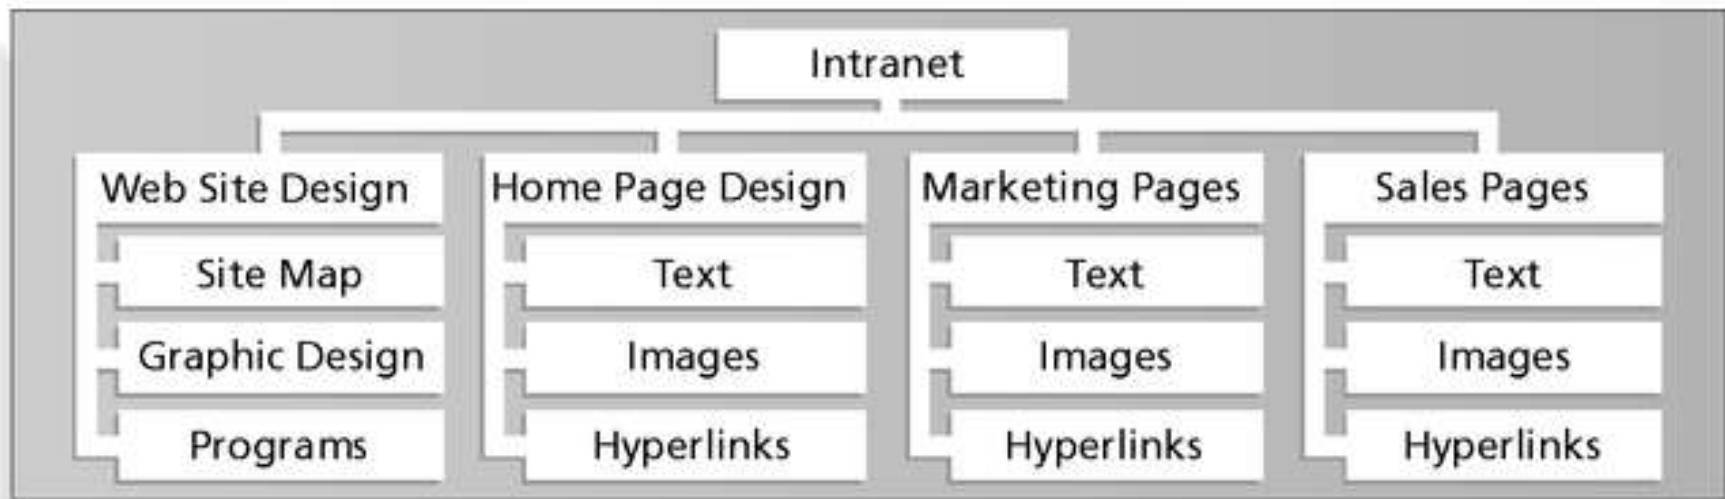 Intranet
Web Site Design
Site Map
Graphic Design
Programs
Home Page Design
Text
Images
Hyperlinks
Marketing Pages
Text
Images
Hyperlinks
Sales Pages
Text
Images
Hyperlinks